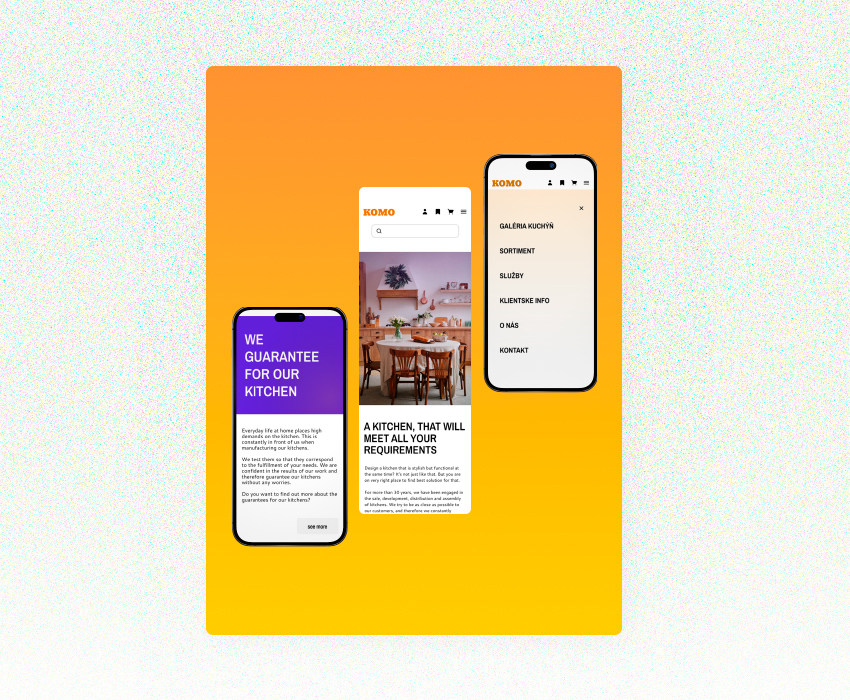 WE
GUARANTEE
FOR OUR
KITCHEN
Everyday life at home places high
demands on the kitchen. This is
constantly in front of us when
manufacturing our kitchens.
We test them so that they correspond
to the fulfillment of your needs. We are
confident in the results of our work and
therefore guarantee our kitchens
without any worries.
Do you want to find out more about the
guarantees for our kitchens?
see more
KOMO
A KITCHEN, THAT WILL
MEET ALL YOUR
REQUIREMENTS
Design a kitchen that is stylish but functional at
the same time? It's not just like that. But you are
on very right place to find best solution for that.
For more than 30 years, we have been engaged in
the sale, development, distribution and assembly
of kitchens. We try to be as close as possible to
our customers, and therefore we constantly
KOMO
GALÉRIA KUCHÝŇ
SORTIMENT
SLUŽBY
KLIENTSKE INFO
O NÁS
KONTAKT